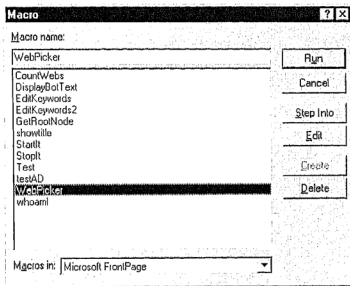 Macro
Macro name:
WebPicker
Run
CountWebs
DisplayBotText
EditKeywords
EditKeywords2
GetRootNode
showtitle
StartIt
StopIt
Test
testAD
WebPicker
whoamI
Cancel
Step Into
Edit
Create
Delete
Macros in: Microsoft FrontPage